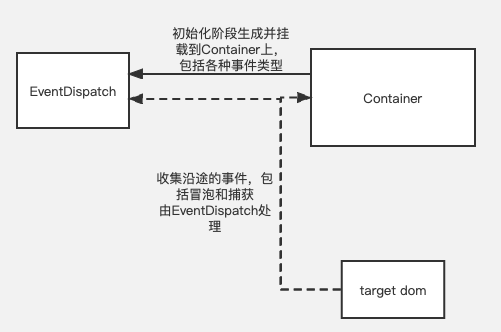 初始化阶段生成并挂
载到Container上，
包括各种事件类型
EventDispatch
Container
收集沿途的事件，包
括冒泡和捕获
由EventDispatch处
理
target dom